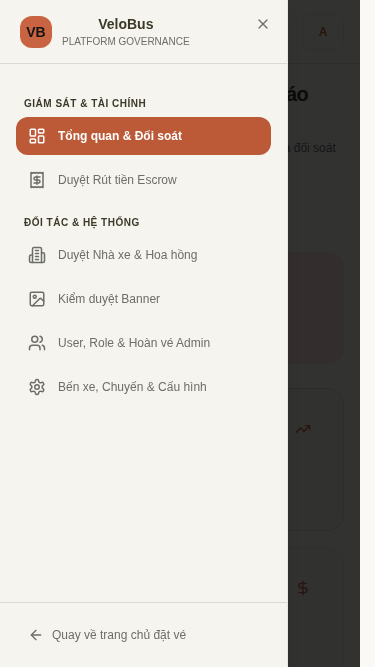 VB
VeloBus
PLATFORM GOVERNANCE
A
GIÁM SÁT & TÀI CHÍNH
Tổng quan & Đối soát
Duyệt Rút tiền Escrow
ĐỐI TÁC & HỆ THỐNG
Duyệt Nhà xe & Hoa hồng
Kiểm duyệt Banner
User, Role & Hoàn vé Admin
Bến xe, Chuyến & Cấu hình
Quay về trang chủ đặt vé
đối soát